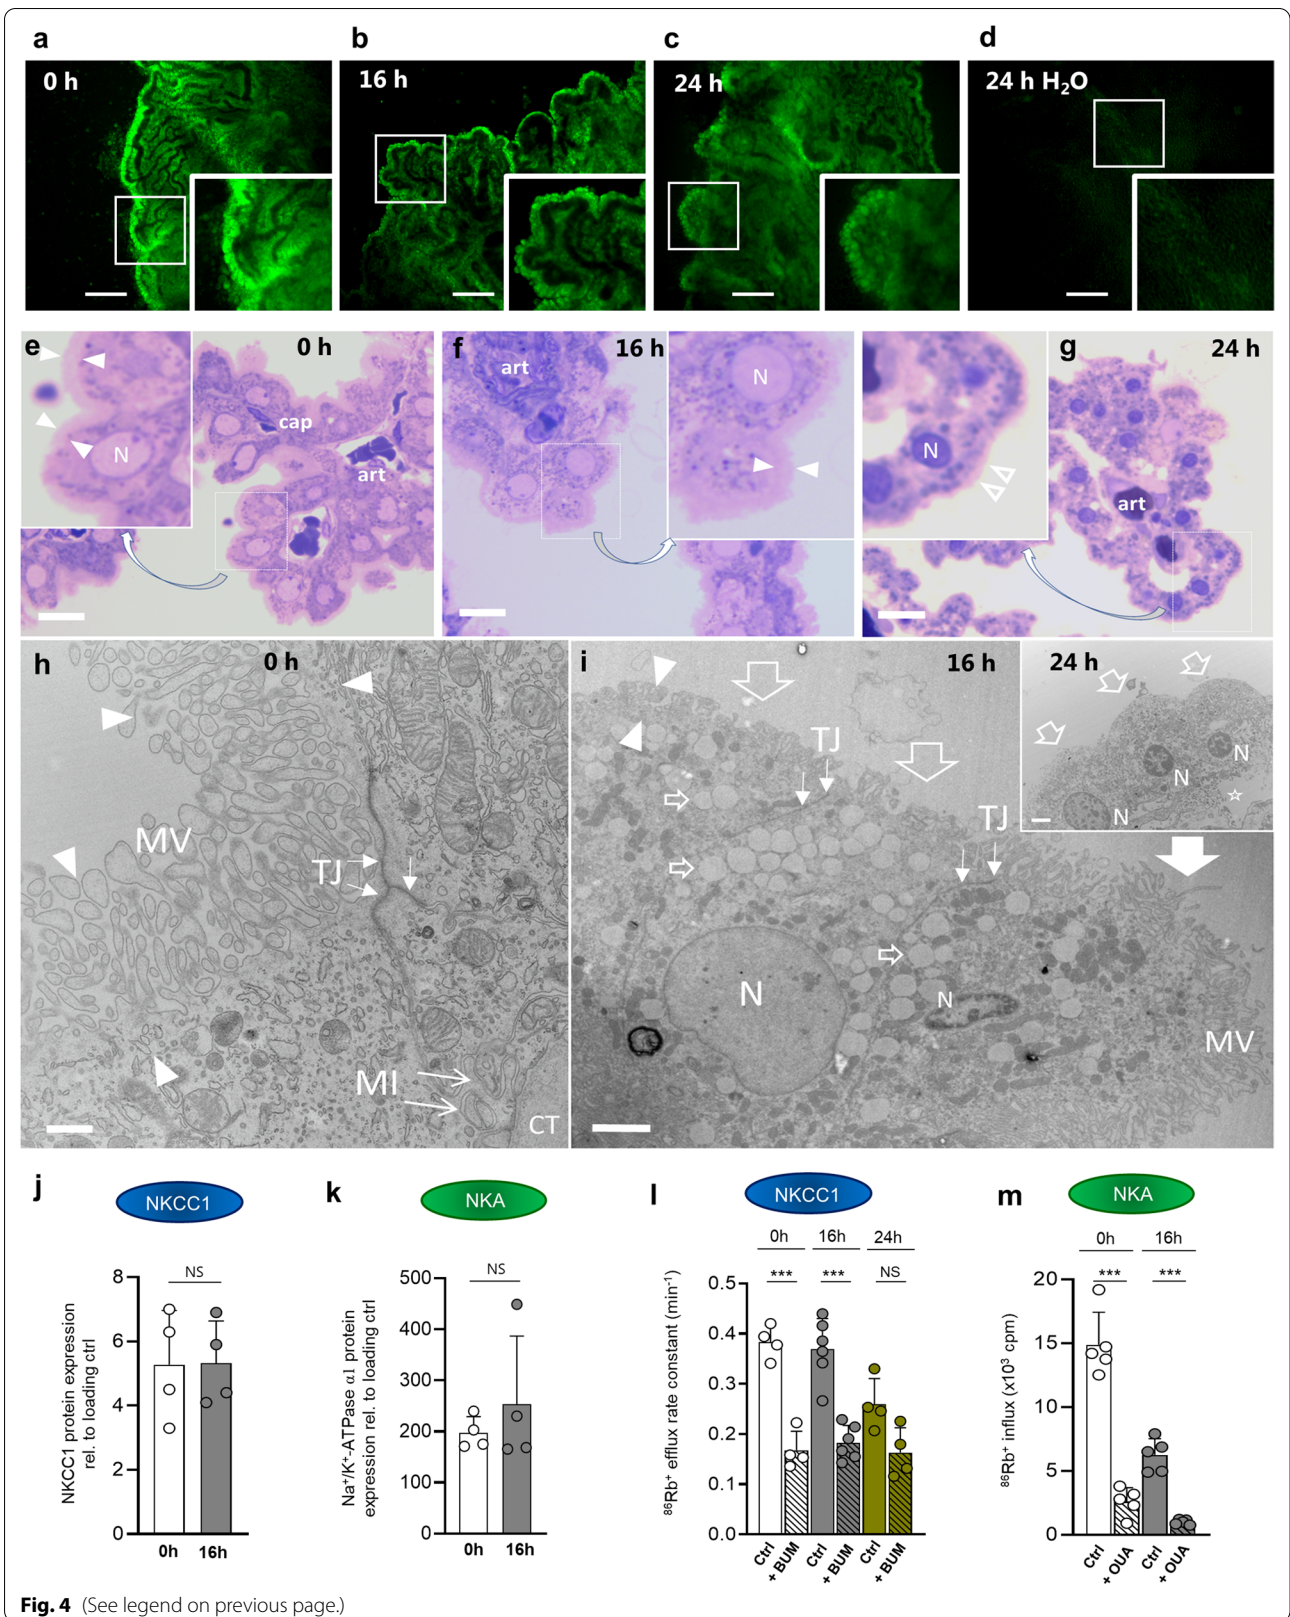 a
0 h
b
16 h
c
24 h
d
24 h H₂O
e
0 h
N
cap
art
f
art
16 h
N
N
g
24 h
art
h
0 h
MV
TJ
MI
CT
i
16 h
24 h
TJ
TJ
N
N
N
N
N
MV
j
NKCC1
NKCC1 protein expression
rel. to loading ctrl
8
6
4
2
0
NS
0h
16h
k
NKA
Na⁺/K⁺-ATPase α1 protein
expression rel. to loading ctrl
500
400
300
200
100
0
NS
0h
16h
l
NKCC1
0h
16h
24h
***
***
NS
⁸⁶Rb⁺ efflux rate constant (min⁻¹)
0.5
0.4
0.3
0.2
0.1
0.0
Ctrl
+ BUM
Ctrl
+ BUM
Ctrl
+ BUM
m
NKA
0h
16h
***
***
⁸⁶Rb⁺ influx (x10³ cpm)
20
15
10
5
0
Ctrl
+ OUA
Ctrl
+ OUA
Fig. 4 (See legend on previous page.)